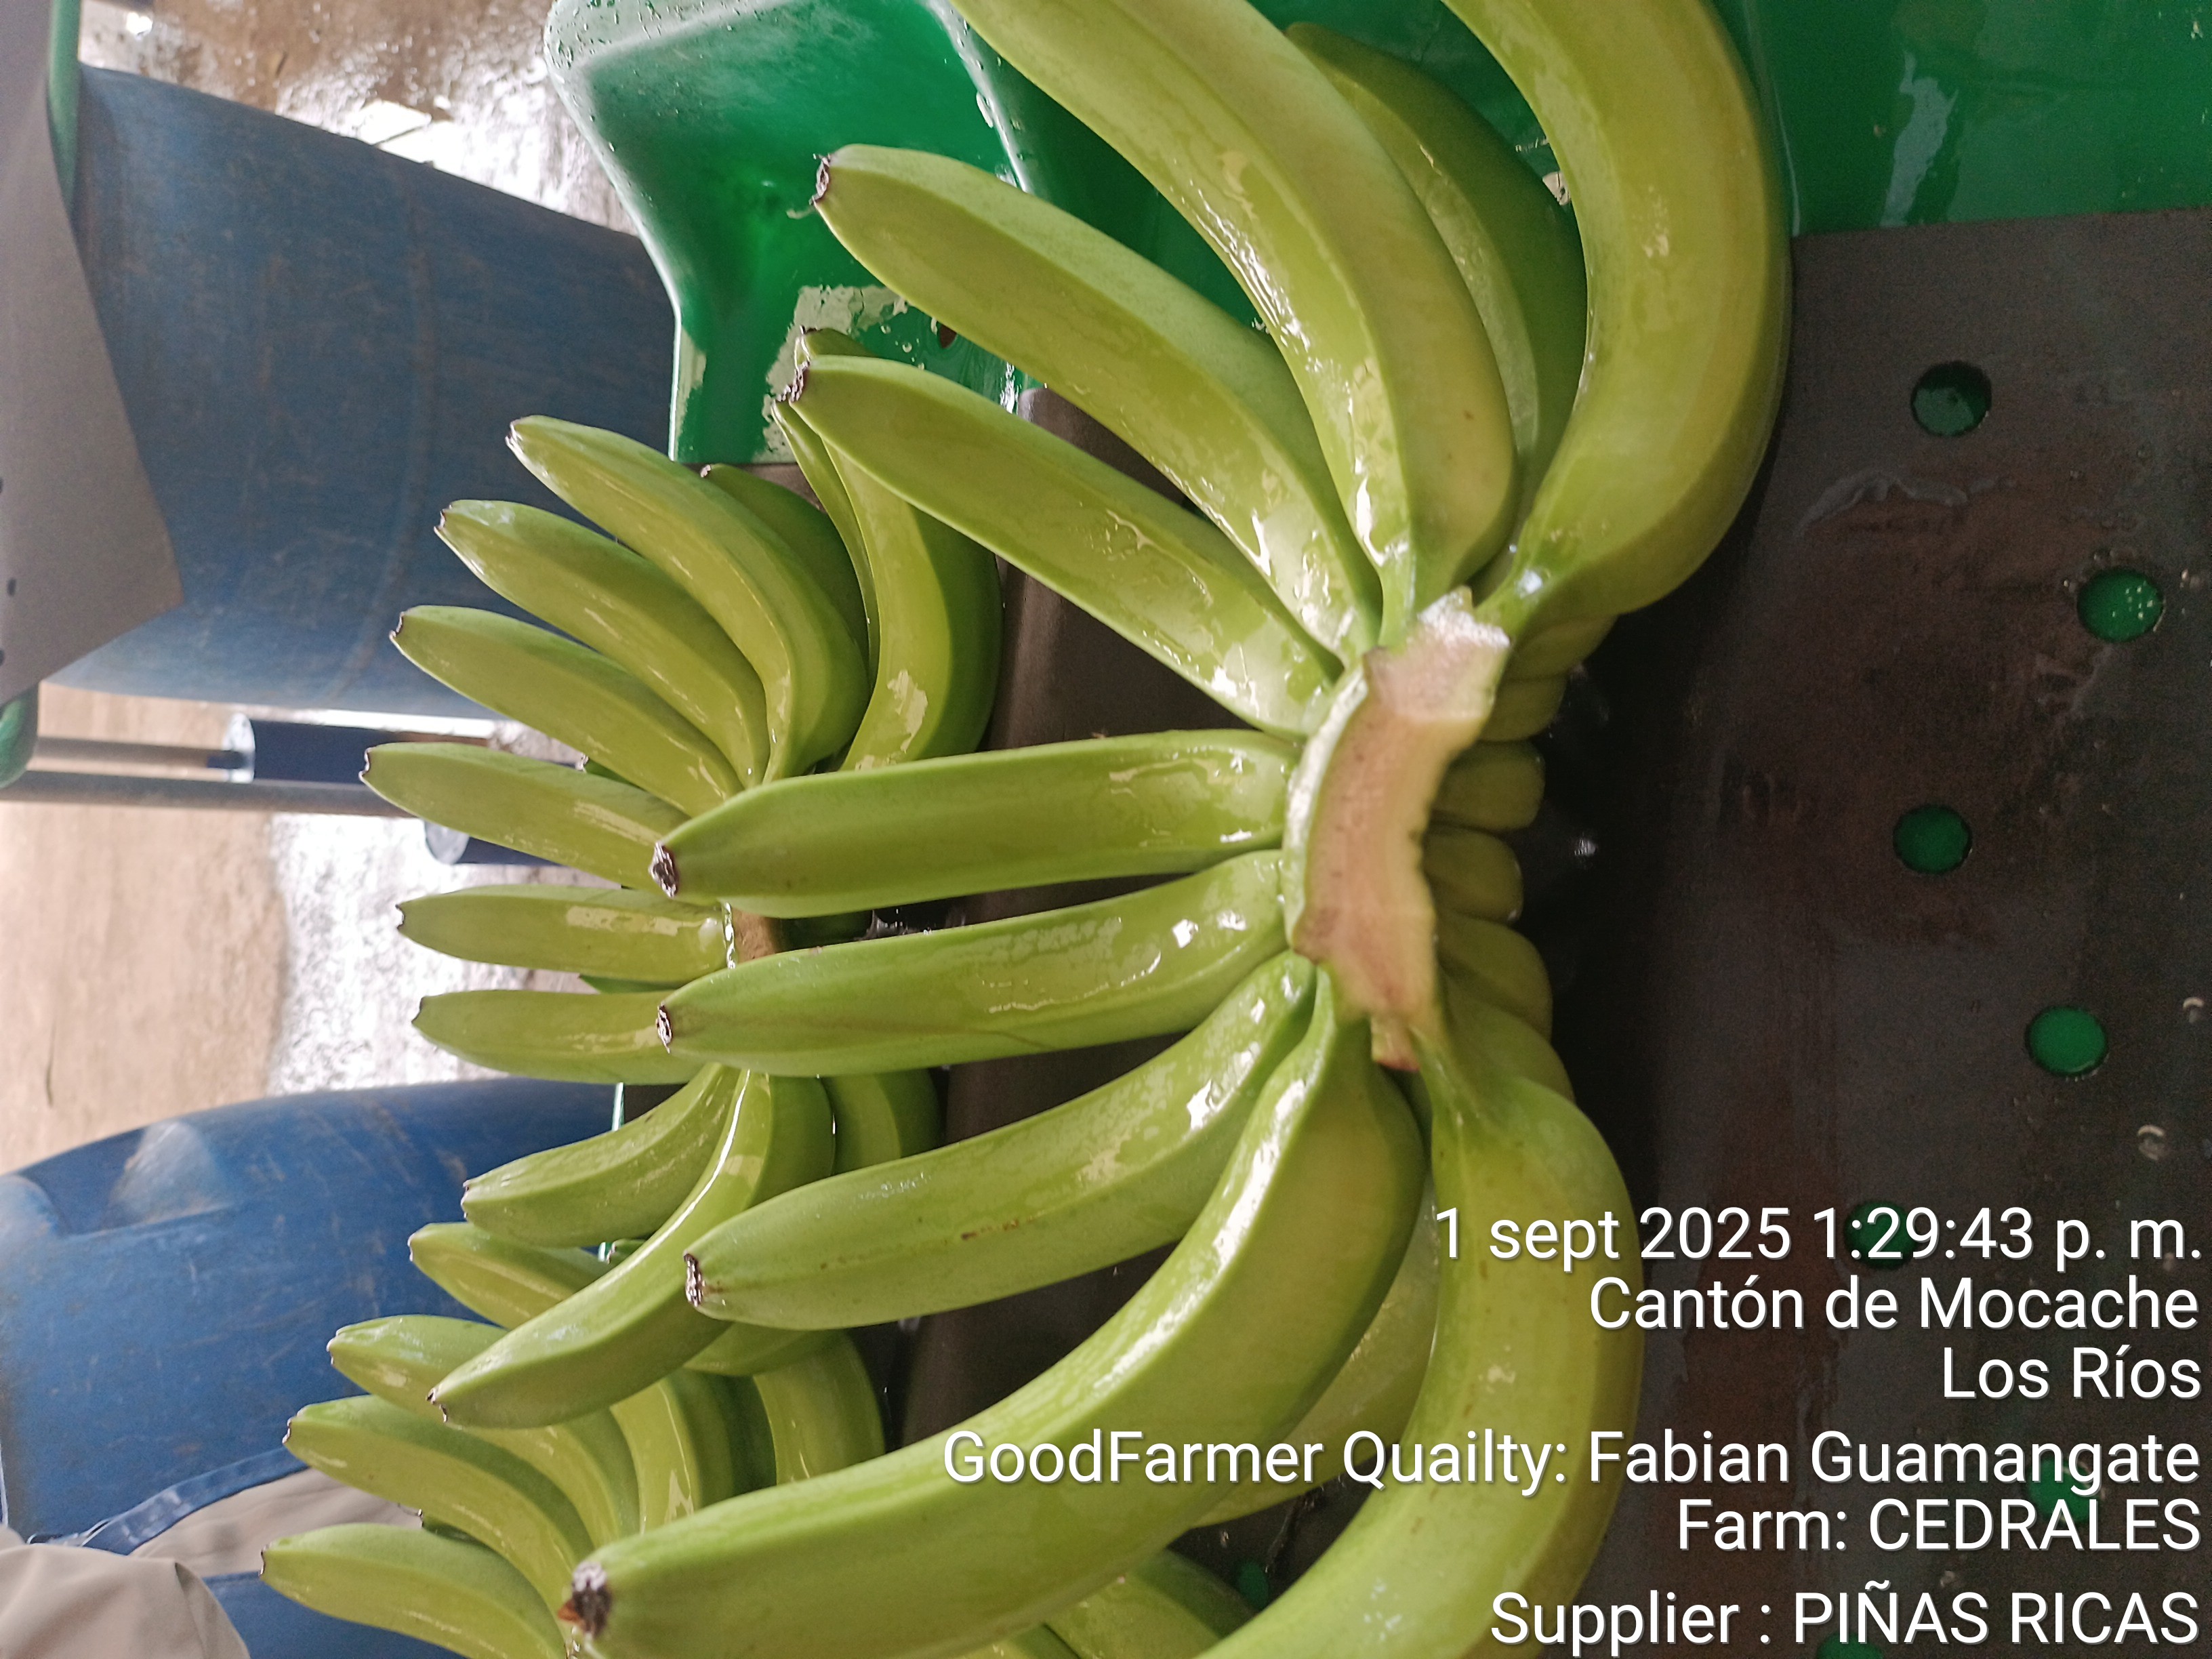 1 sept 2025 1:29:43 p. m.
Cantón de Mocache
Los Ríos
GoodFarmer Quailty: Fabian Guamangate
Farm: CEDRALES
Supplier : PIÑAS RICAS